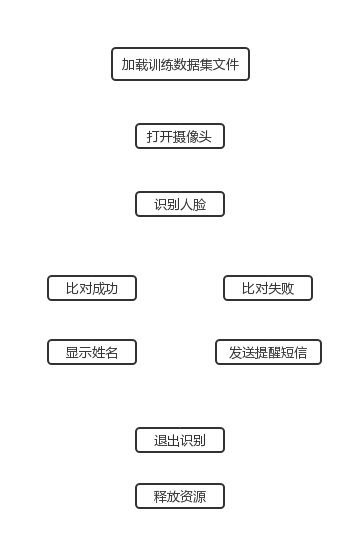 加载训练数据集文件
打开摄像头
识别人脸
比对成功
比对失败
显示姓名
发送提醒短信
退出识别
释放资源